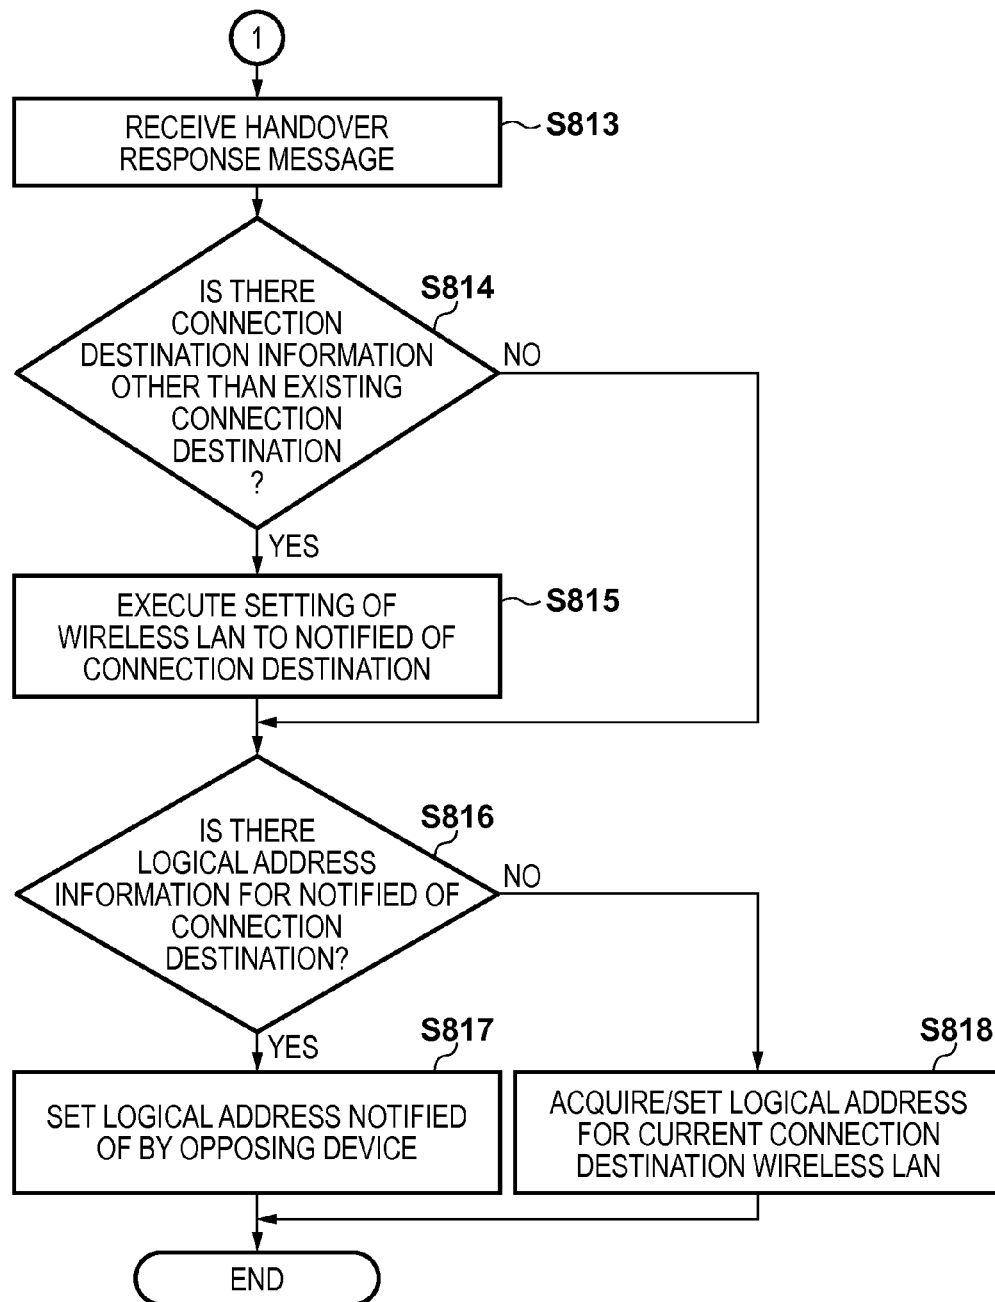 1
RECEIVE HANDOVER
RESPONSE MESSAGE
S813
IS THERE
CONNECTION
DESTINATION INFORMATION
OTHER THAN EXISTING
CONNECTION
DESTINATION
?
S814
NO
YES
EXECUTE SETTING OF
WIRELESS LAN TO NOTIFIED OF
CONNECTION DESTINATION
S815
IS THERE
LOGICAL ADDRESS
INFORMATION FOR NOTIFIED OF
CONNECTION
DESTINATION?
S816
NO
YES
S817
SET LOGICAL ADDRESS NOTIFIED
OF BY OPPOSING DEVICE
S818
ACQUIRE/SET LOGICAL ADDRESS
FOR CURRENT CONNECTION
DESTINATION WIRELESS LAN
END